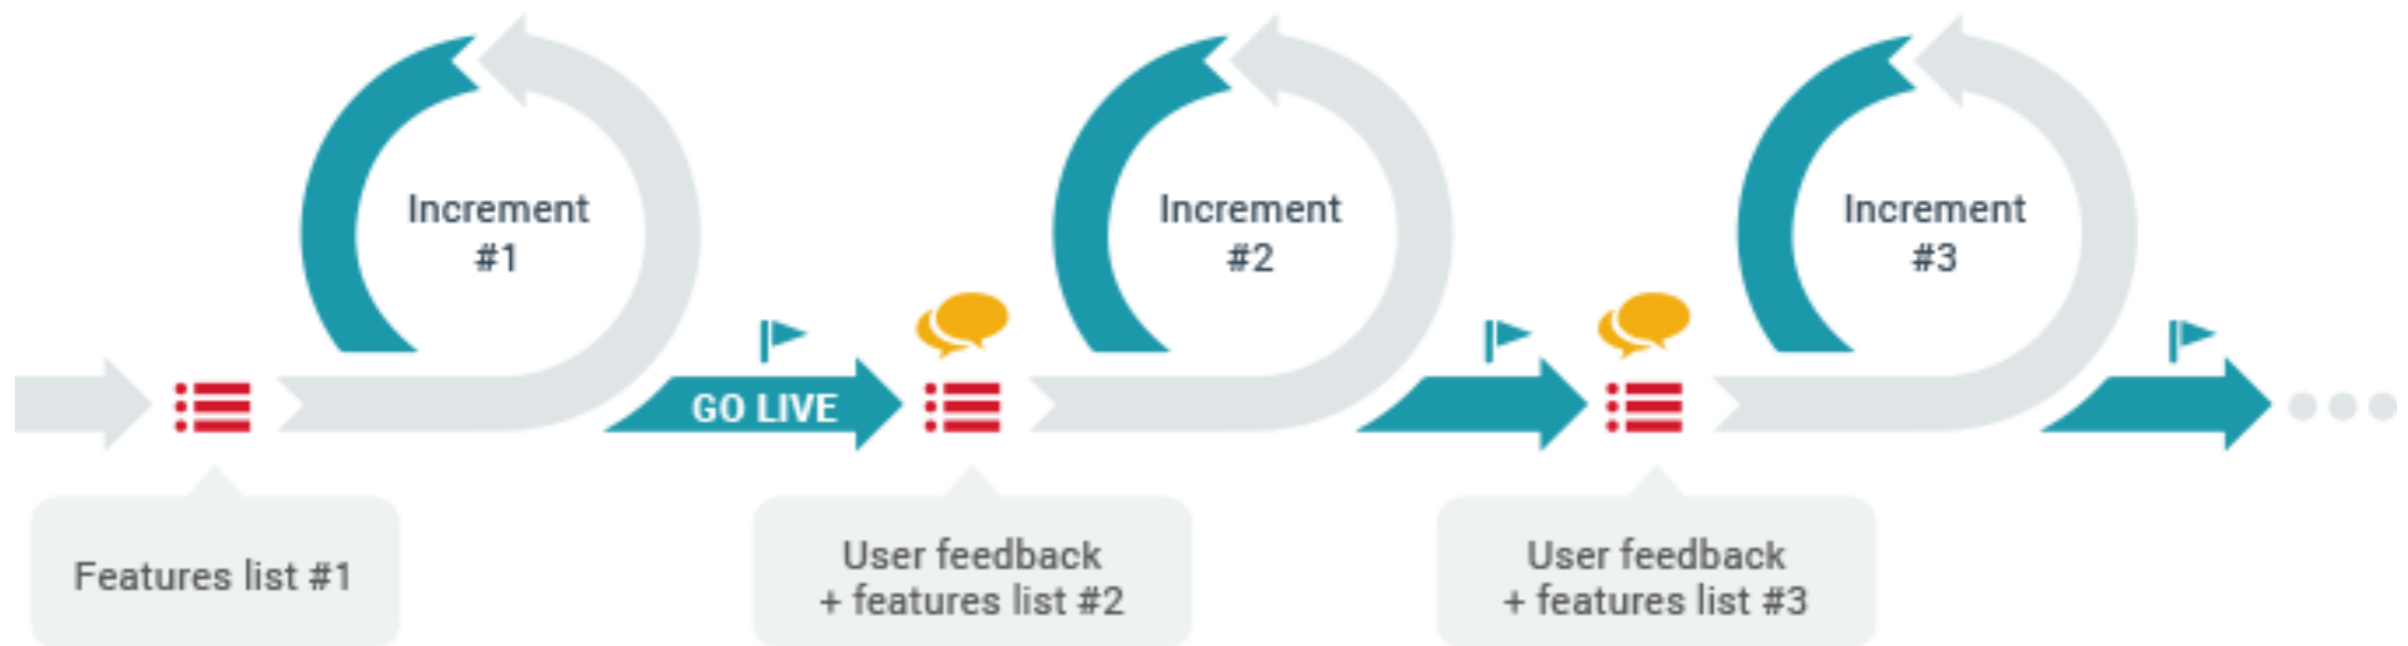 Increment
#1
Increment
#2
Increment
#3
GO LIVE
Features list #1
User feedback
+ features list #2
User feedback
+ features list #3